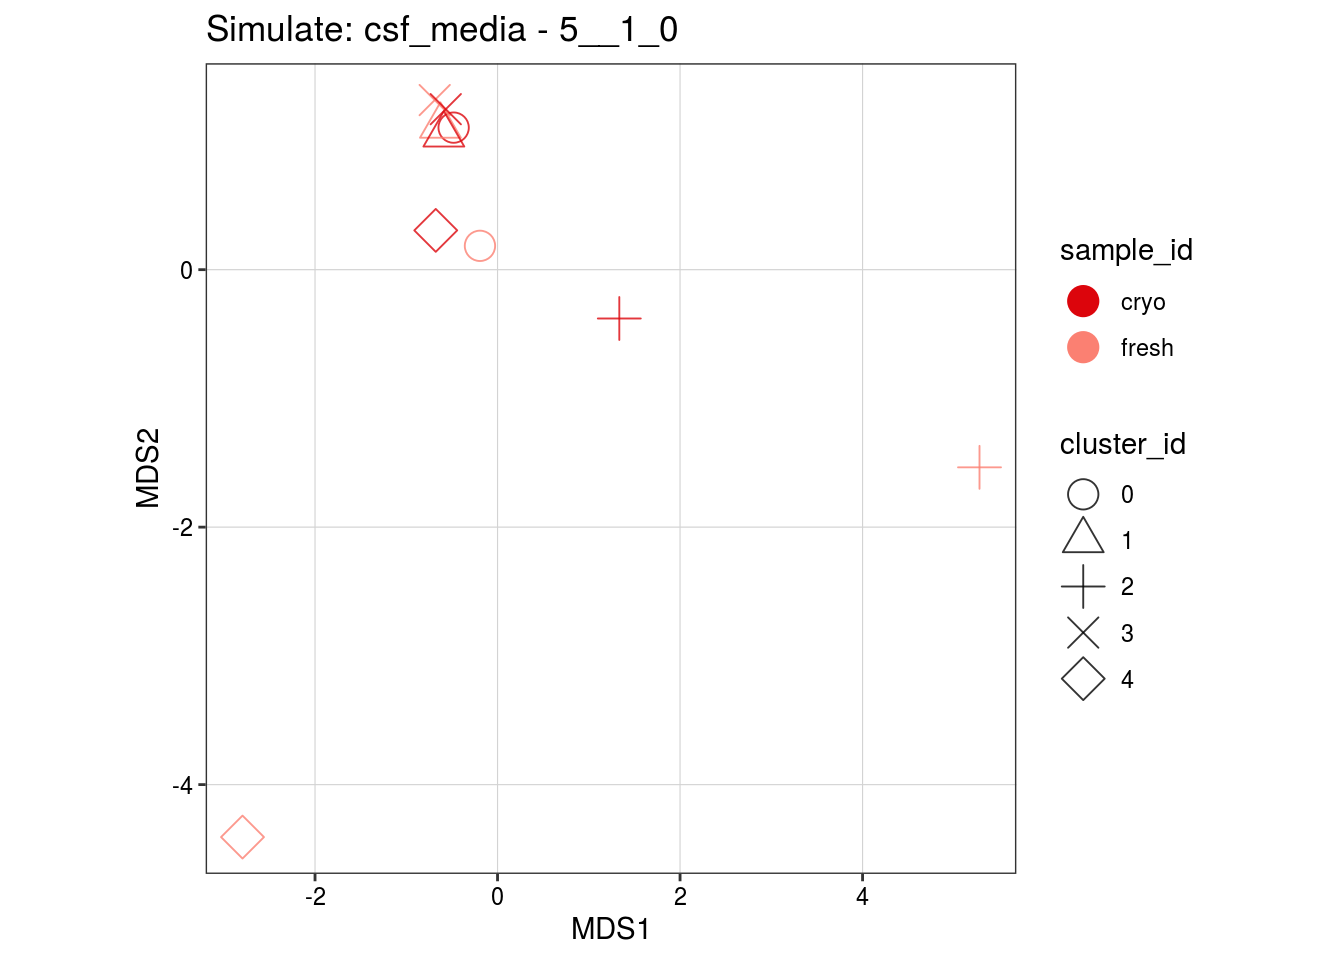 Simulate: csf_media - 5__1_0
0
-2
-4
MDS2
-2
0
2
4
MDS1
sample_id
cryo
fresh
cluster_id
0
1
2
3
4